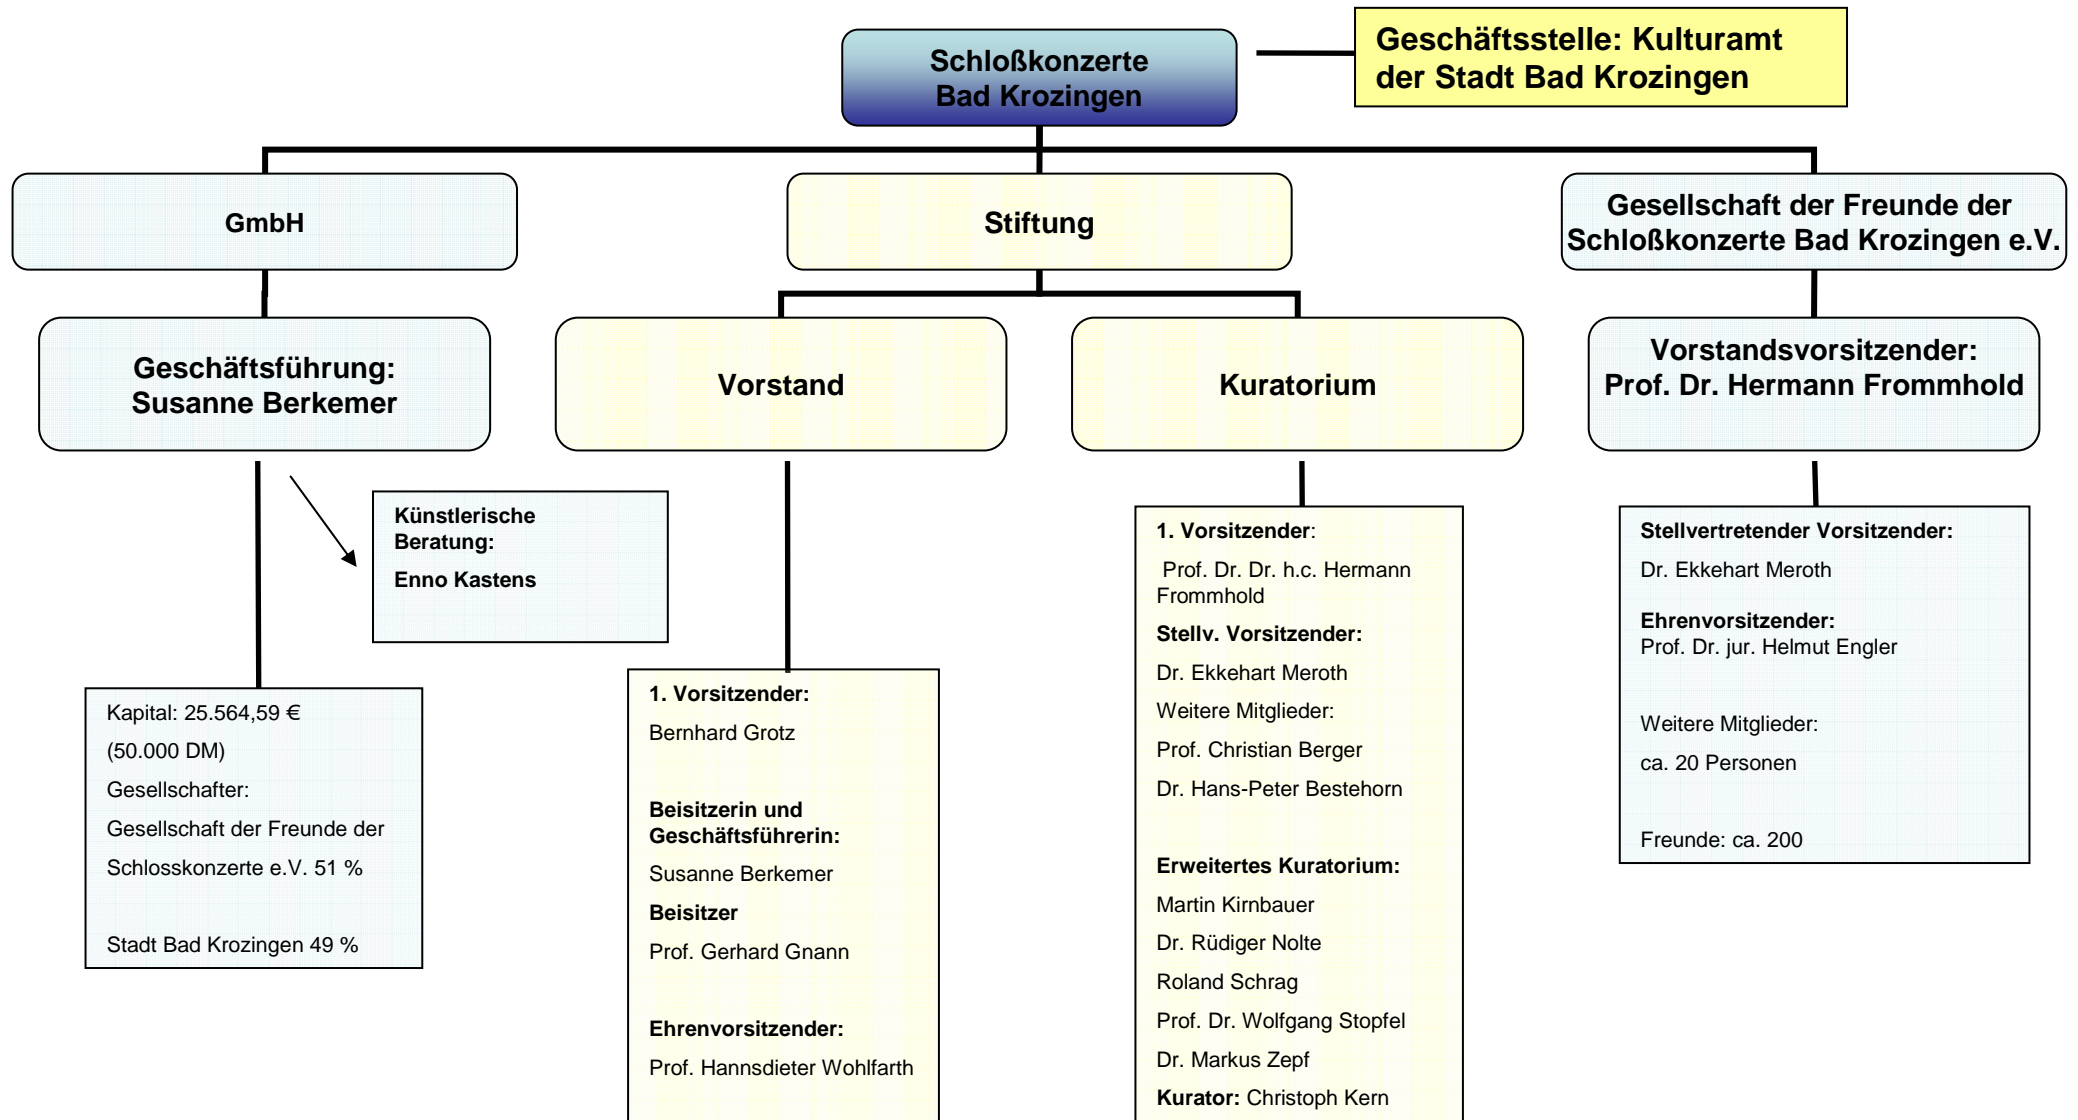 Schloßkonzerte
Bad Krozingen
Geschäftsstelle: Kulturamt
der Stadt Bad Krozingen
GmbH
Stiftung
Gesellschaft der Freunde der
Schloßkonzerte Bad Krozingen e.V.
Geschäftsführung:
Susanne Berkemer
Vorstand
Kuratorium
Vorstandsvorsitzender:
Prof. Dr. Hermann Frommhold
Künstlerische
Beratung:
Enno Kastens
Kapital: 25.564,59 €
(50.000 DM)
Gesellschafter:
Gesellschaft der Freunde der
Schlosskonzerte e.V. 51 %
Stadt Bad Krozingen 49 %
1. Vorsitzender:
Bernhard Grotz
Beisitzerin und
Geschäftsführerin:
Susanne Berkemer
Beisitzer
Prof. Gerhard Gnann
Ehrenvorsitzender:
Prof. Hannsdieter Wohlfarth
1. Vorsitzender:
Prof. Dr. Dr. h.c. Hermann
Frommhold
Stellv. Vorsitzender:
Dr. Ekkehart Meroth
Weitere Mitglieder:
Prof. Christian Berger
Dr. Hans-Peter Bestehorn
Erweitertes Kuratorium:
Martin Kirnbauer
Dr. Rüdiger Nolte
Roland Schrag
Prof. Dr. Wolfgang Stopfel
Dr. Markus Zepf
Kurator: Christoph Kern
Stellvertretender Vorsitzender:
Dr. Ekkehart Meroth
Ehrenvorsitzender:
Prof. Dr. jur. Helmut Engler
Weitere Mitglieder:
ca. 20 Personen
Freunde: ca. 200